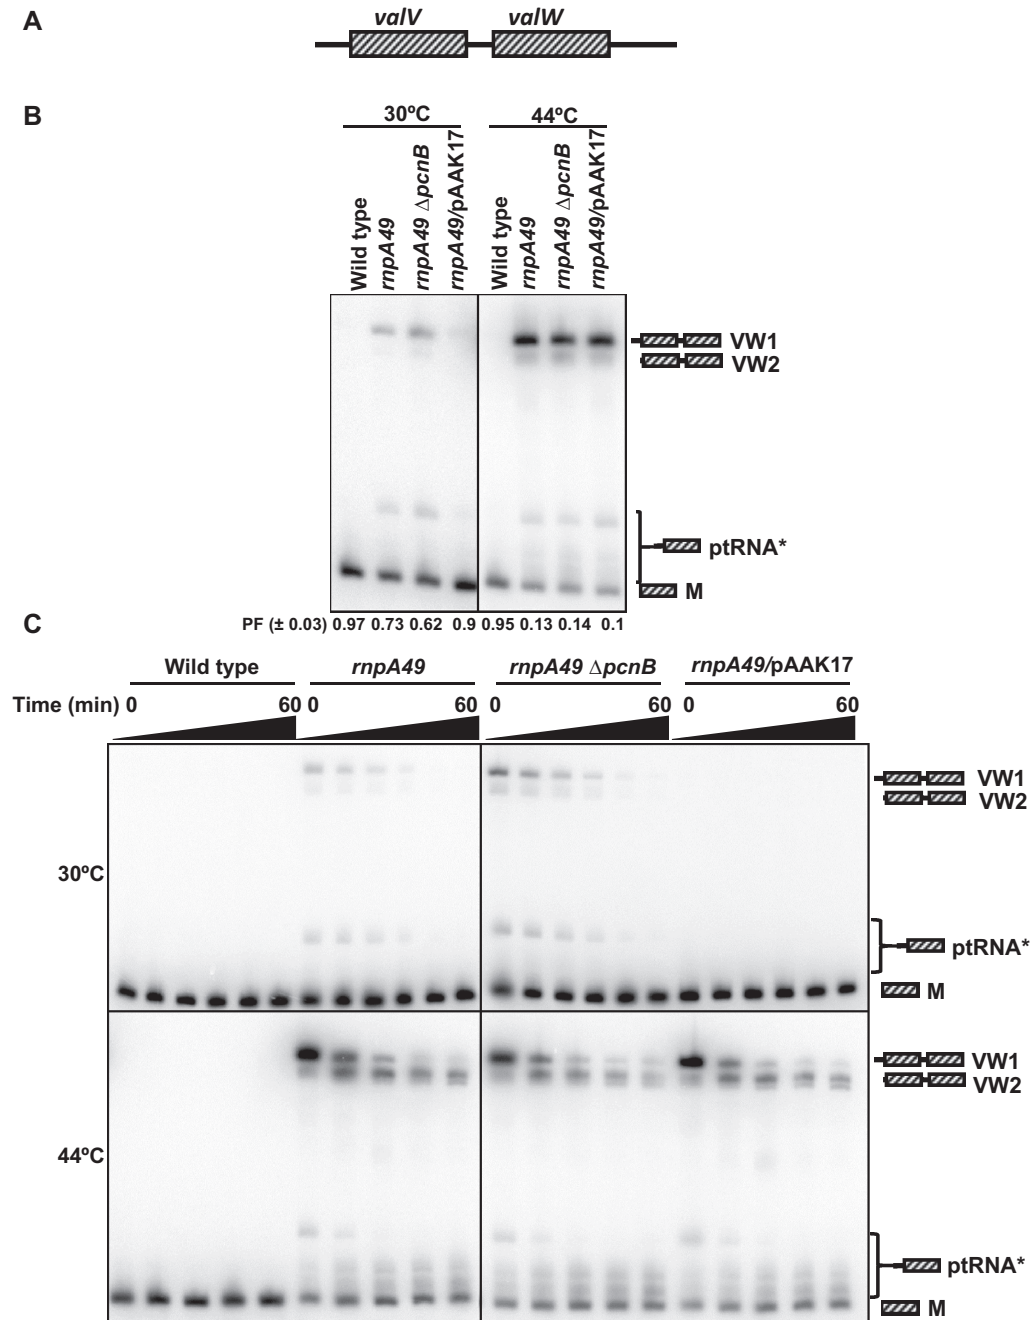 A
valV valW
B
30ºC 44ºC
Wild type
rnpA49
rnpA49 ΔpcnB
rnpA49/pAAK17
Wild type
rnpA49
rnpA49 ΔpcnB
rnpA49/pAAK17
VW1
VW2
ptRNA*
M
PF (± 0.03) 0.97 0.73 0.62 0.9 0.95 0.13 0.14 0.1
C
Wild type rnpA49 rnpA49 ΔpcnB rnpA49/pAAK17
Time (min) 0 60 0 60 0 60 0 60
VW1
VW2
30ºC
ptRNA*
M
VW1
VW2
44ºC
ptRNA*
M